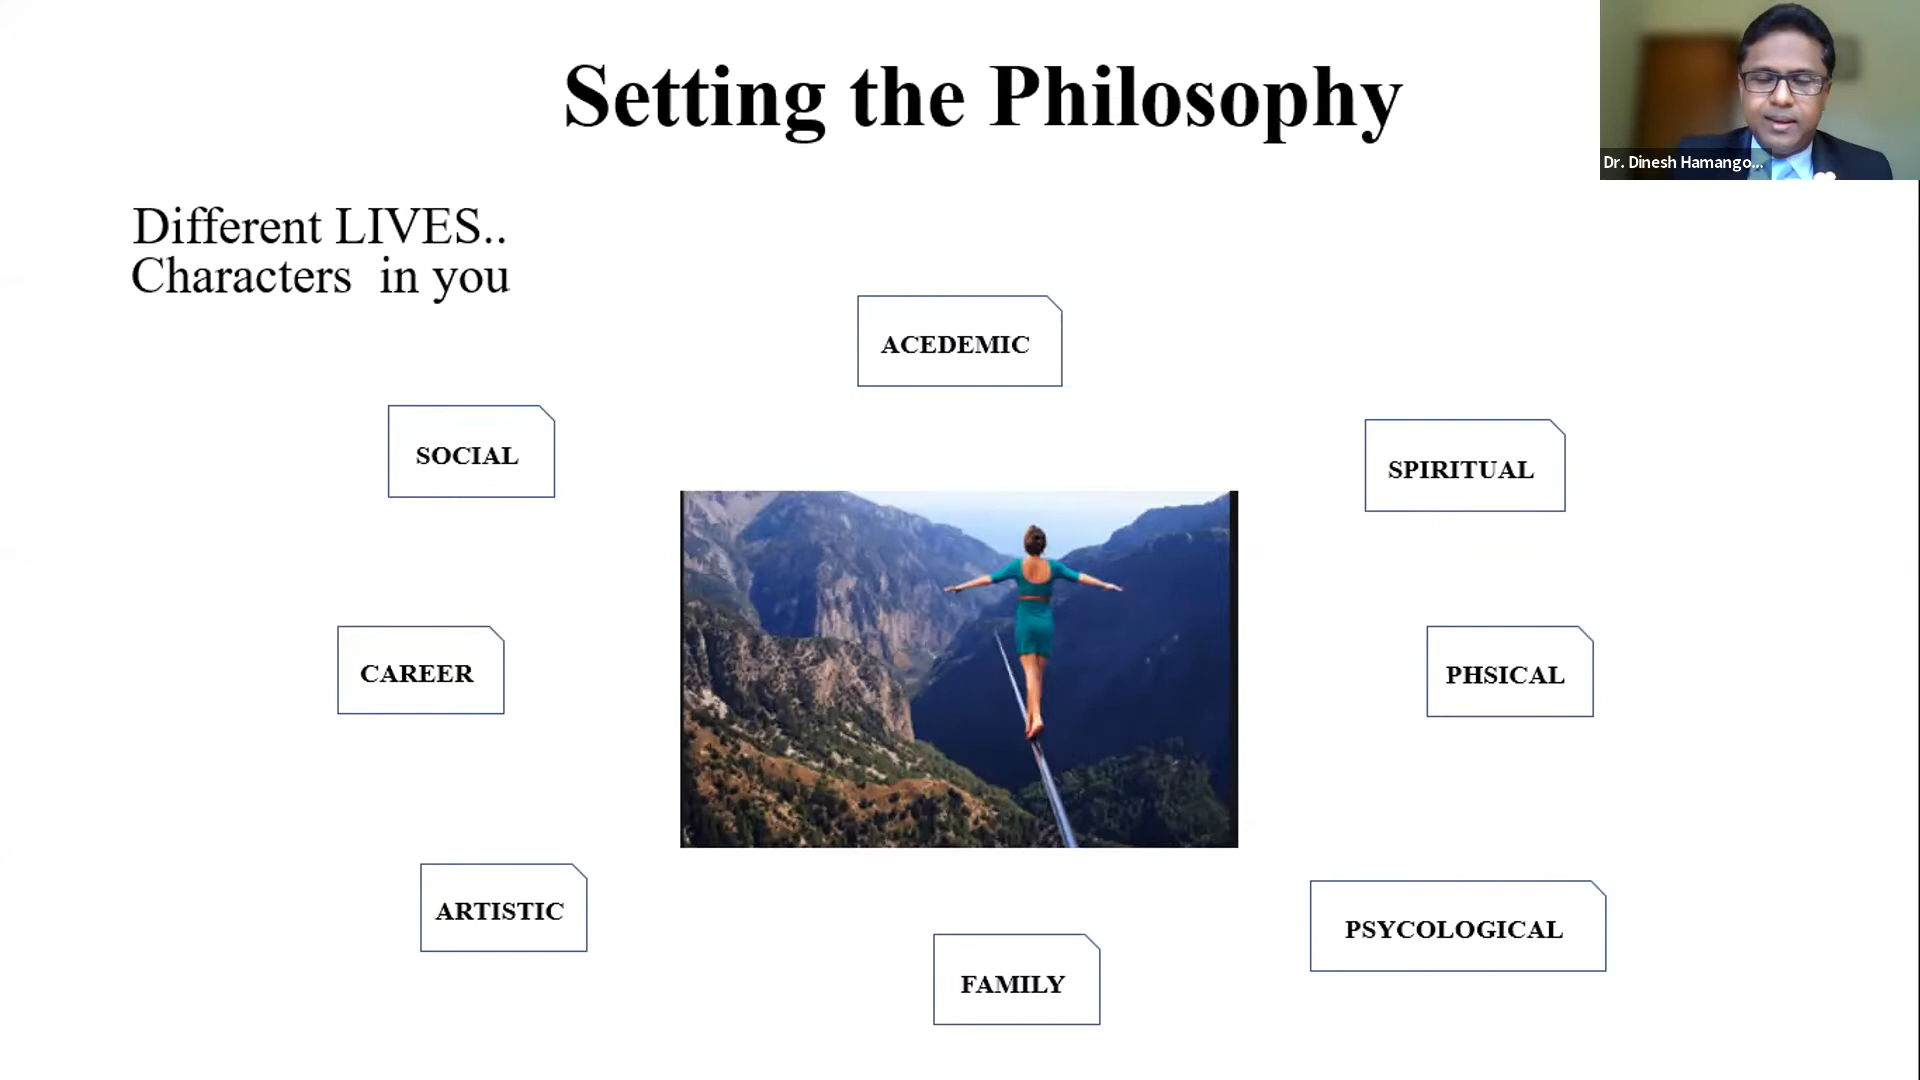 Setting the Philosophy
Dr. Dinesh Hamango...
Different LIVES..
Characters in you
ACEDEMIC
SOCIAL
SPIRITUAL
CAREER
PHSICAL
ARTISTIC
PSYCOLOGICAL
FAMILY